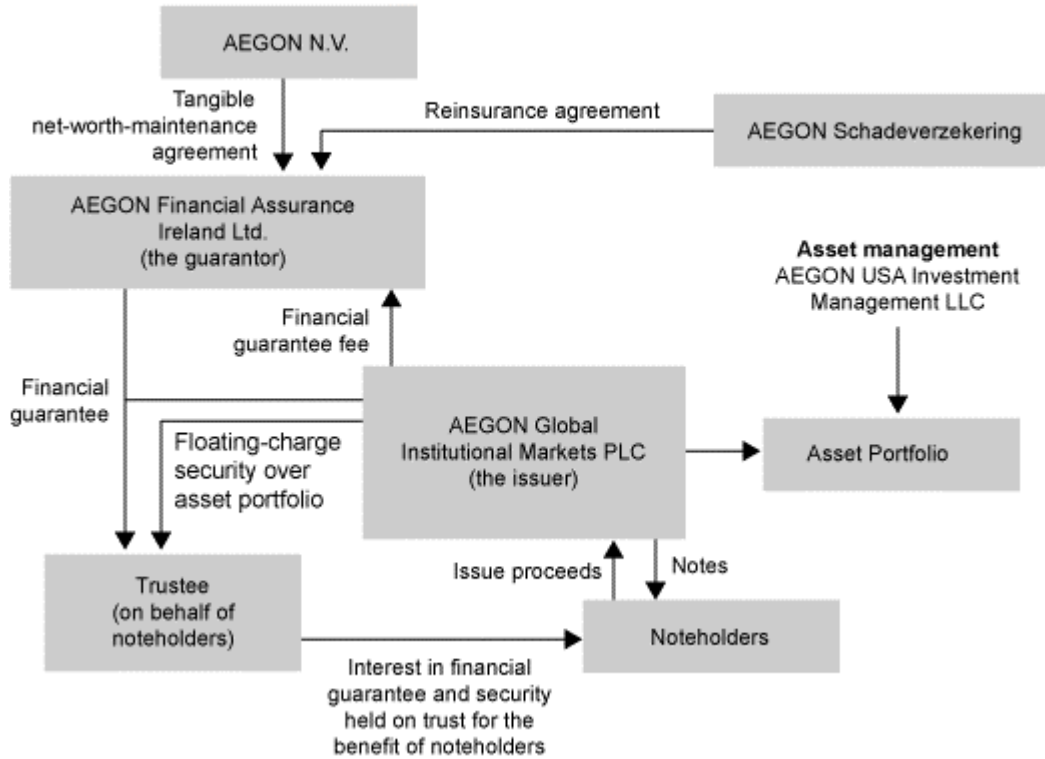 AEGON N.V.
Tangible
net-worth-maintenance
agreement
Reinsurance agreement
AEGON Schadeverzekering
AEGON Financial Assurance
Ireland Ltd.
(the guarantor)
Asset management
AEGON USA Investment
Management LLC
Financial
guarantee fee
Financial
guarantee
Floating-charge
security over
asset portfolio
AEGON Global
Institutional Markets PLC
(the issuer)
Asset Portfolio
Issue proceeds
Notes
Trustee
(on behalf of
noteholders)
Noteholders
Interest in financial
guarantee and security
held on trust for the
benefit of noteholders